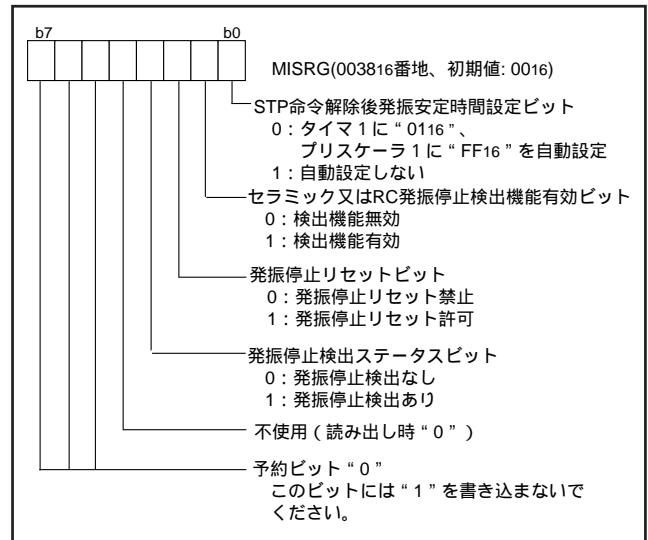 b7 b0
MISRG(003816番地、初期値: 0016)
STP命令解除後発振安定時間設定ビット
0：タイマ1に“0116”、
プリスケーラ1に“FF16”を自動設定
1：自動設定しない
セラミック又はRC発振停止検出機能有効ビット
0：検出機能無効
1：検出機能有効
発振停止リセットビット
0：発振停止リセット禁止
1：発振停止リセット許可
発振停止検出ステータスビット
0：発振停止検出なし
1：発振停止検出あり
不使用（読み出し時“0”）
予約ビット“0”
このビットには“1”を書き込まないで
ください。